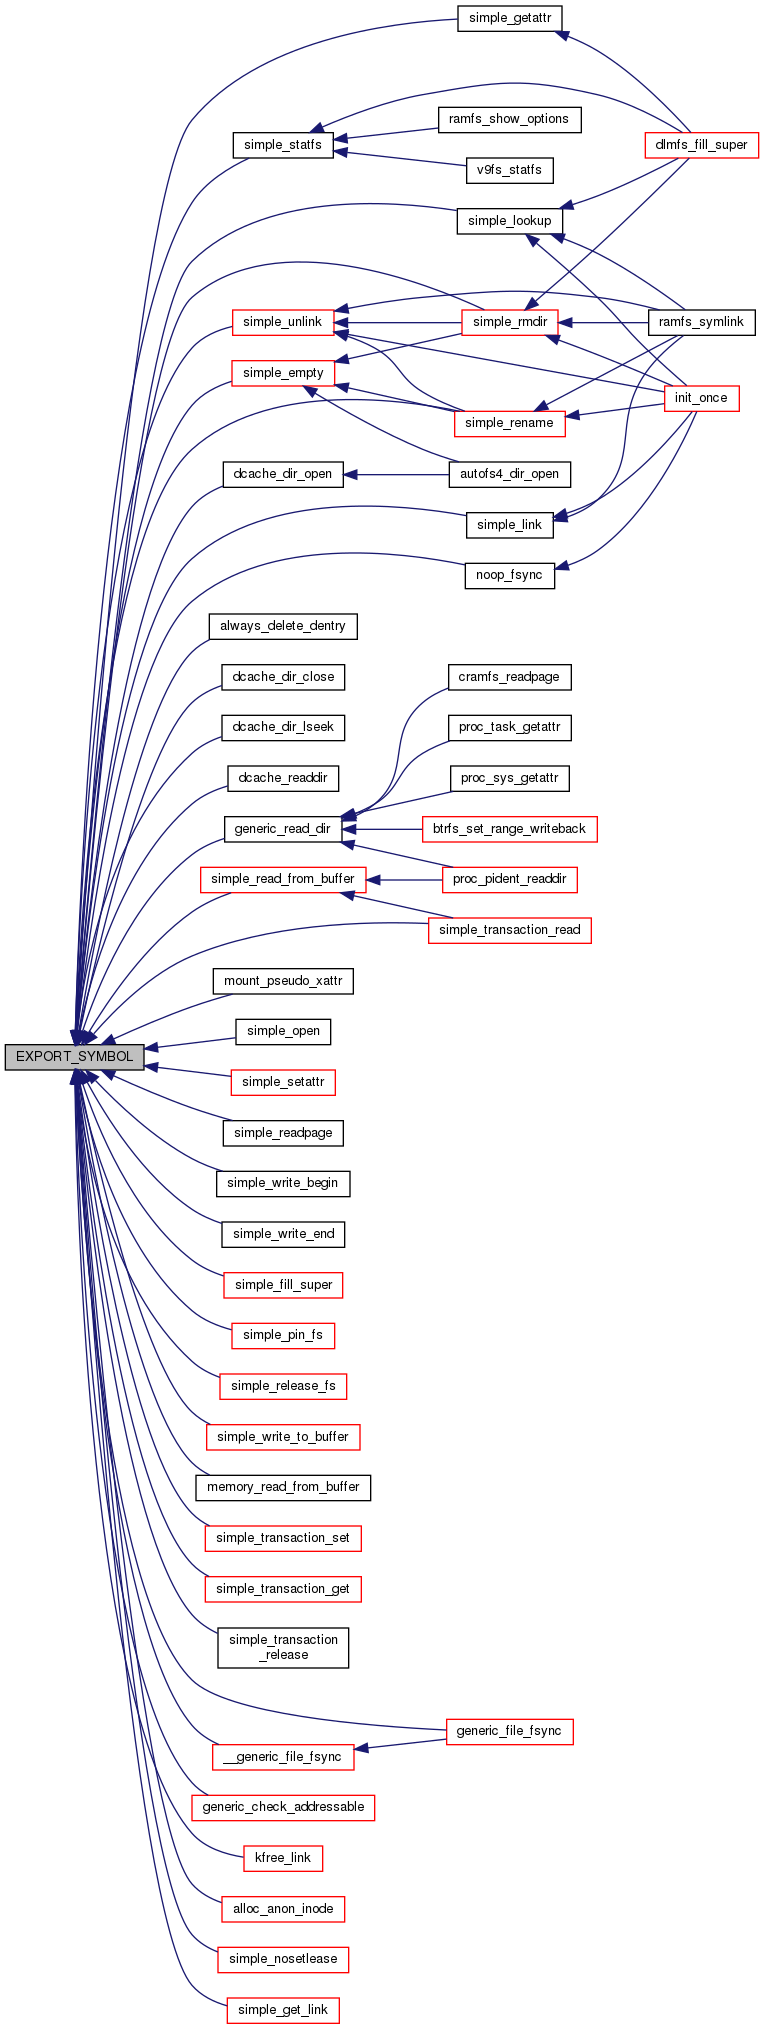 simple_getattr
ramfs_show_options
simple_statfs
dlmfs_fill_super
v9fs_statfs
simple_lookup
simple_unlink
simple_rmdir
ramfs_symlink
simple_empty
init_once
simple_rename
dcache_dir_open
autofs4_dir_open
simple_link
noop_fsync
always_delete_dentry
dcache_dir_close
cramfs_readpage
dcache_dir_lseek
proc_task_getattr
dcache_readdir
proc_sys_getattr
generic_read_dir
btrfs_set_range_writeback
simple_read_from_buffer
proc_pident_readdir
simple_transaction_read
mount_pseudo_xattr
simple_open
EXPORT_SYMBOL
simple_setattr
simple_readpage
simple_write_begin
simple_write_end
simple_fill_super
simple_pin_fs
simple_release_fs
simple_write_to_buffer
memory_read_from_buffer
simple_transaction_set
simple_transaction_get
simple_transaction
_release
generic_file_fsync
__generic_file_fsync
generic_check_addressable
kfree_link
alloc_anon_inode
simple_nosetlease
simple_get_link